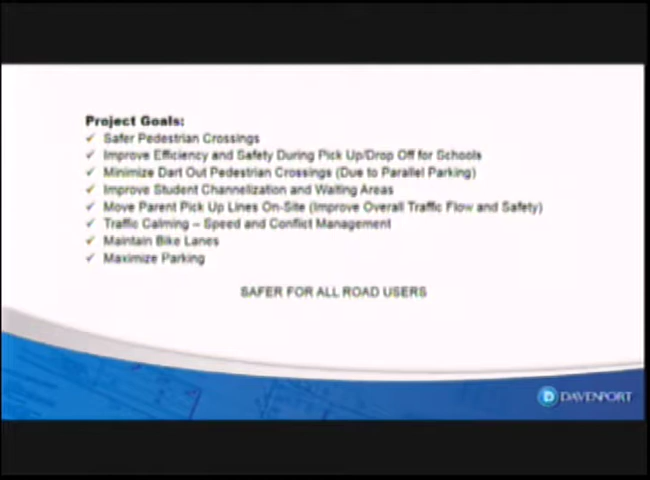 Project Goals:
✓ Safer Pedestrian Crossings
✓ Improve Efficiency and Safety During Pick Up/Drop Off for Schools
✓ Minimize Dart Out Pedestrian Crossings (Due to Parallel Parking)
✓ Improve Student Channelization and Waiting Areas
✓ Move Parent Pick Up Lines On-Site (Improve Overall Traffic Flow and Safety)
✓ Traffic Calming – Speed and Conflict Management
✓ Maintain Bike Lanes
✓ Maximize Parking
SAFER FOR ALL ROAD USERS
D DAVENPORT